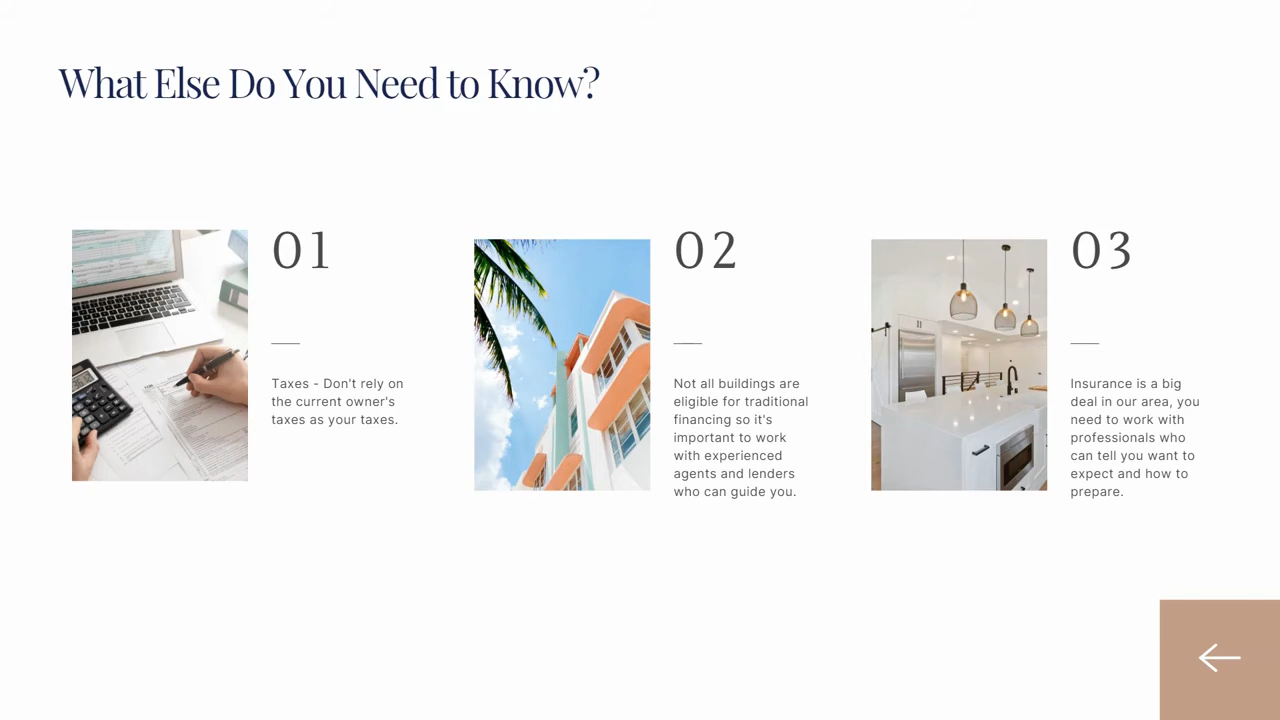 What Else Do You Need to Know?
01
Taxes - Don't rely on
the current owner's
taxes as your taxes.
02
Not all buildings are
eligible for traditional
financing so it's
important to work
with experienced
agents and lenders
who can guide you.
03
Insurance is a big
deal in our area, you
need to work with
professionals who
can tell you want to
expect and how to
prepare.